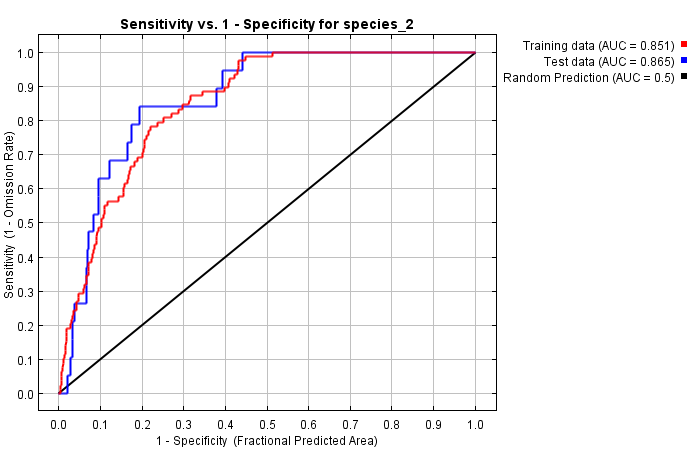 Sensitivity vs. 1 - Specificity for species_2
Training data (AUC = 0.851)
Test data (AUC = 0.865)
Random Prediction (AUC = 0.5)
Sensitivity (1 - Omission Rate)
1.0
0.9
0.8
0.7
0.6
0.5
0.4
0.3
0.2
0.1
0.0
0.0 0.1 0.2 0.3 0.4 0.5 0.6 0.7 0.8 0.9 1.0
1 - Specificity (Fractional Predicted Area)